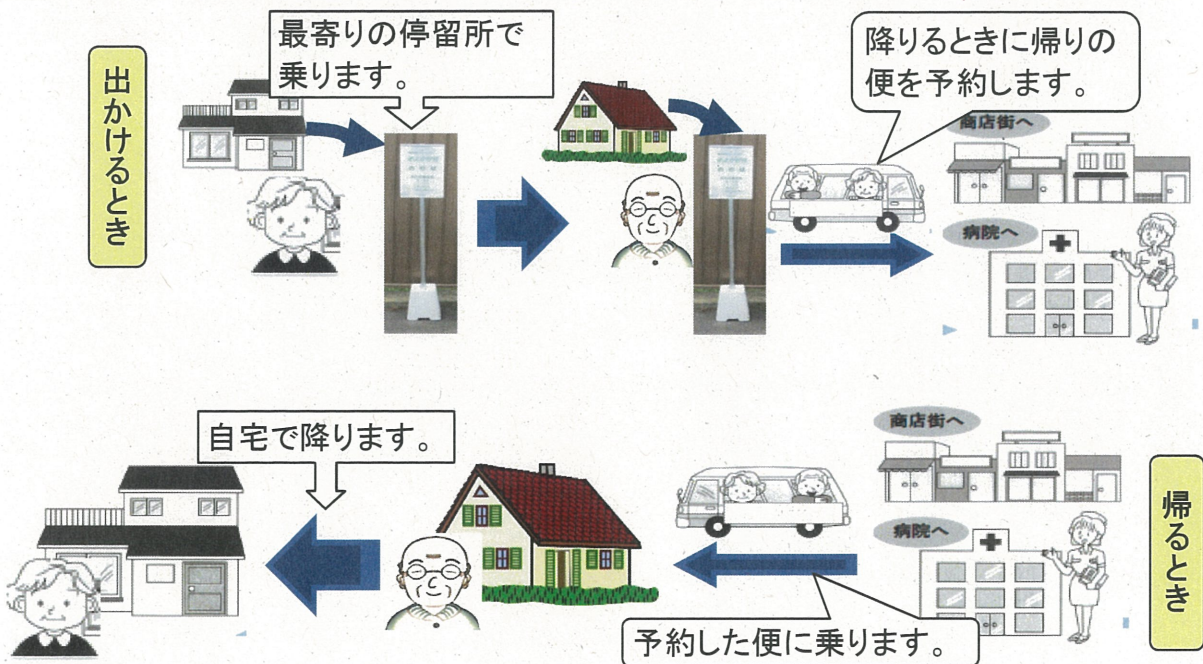 出かけるとき
最寄りの停留所で
乗ります。
降りるときに帰りの
便を予約します。
商店街へ
病院へ
自宅で降ります。
商店街へ
病院へ
予約した便に乗ります。
帰るとき